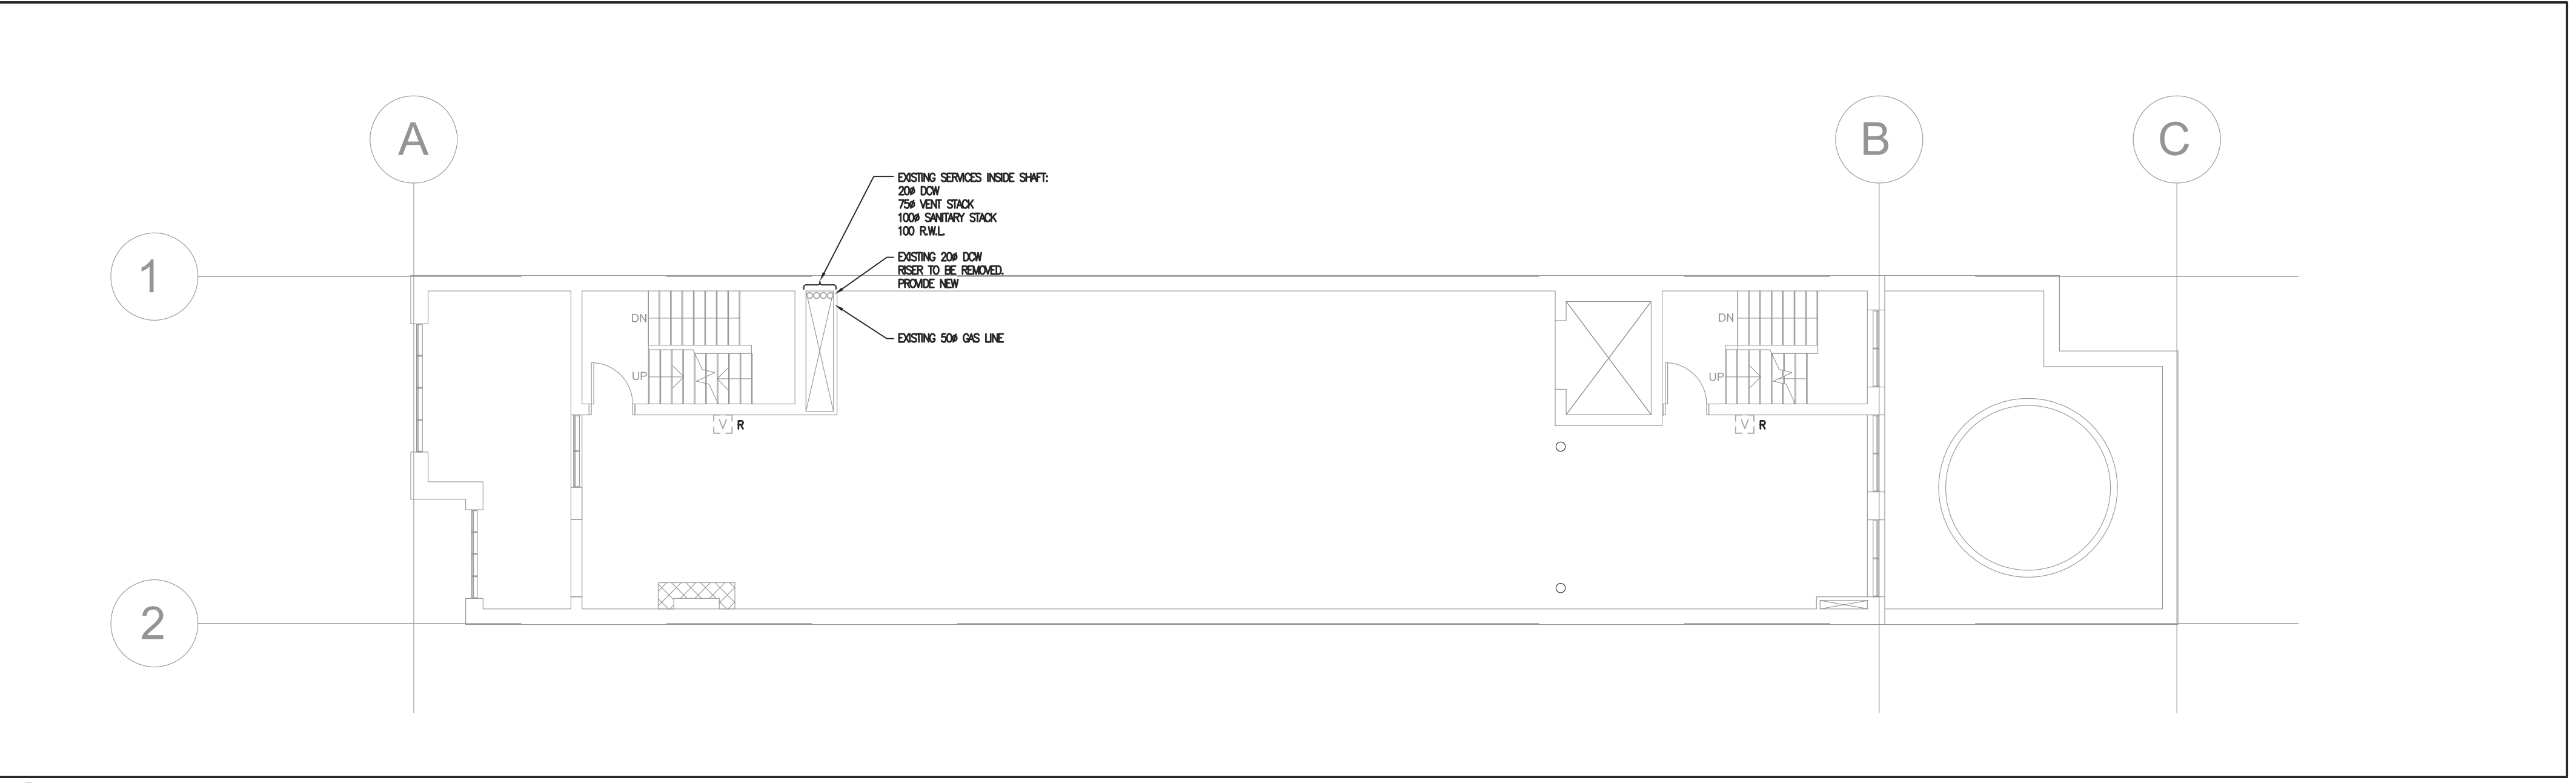 A
B
C
EXISTING SERVICES INSIDE SHAFT:
20ø DCW
75ø VENT STACK
100ø SANITARY STACK
100 R.W.L.
EXISTING 20ø DCW
RISER TO BE REMOVED.
PROVIDE NEW
1
DN
DN
EXISTING 50ø GAS LINE
UP
UP
V R
V R
2